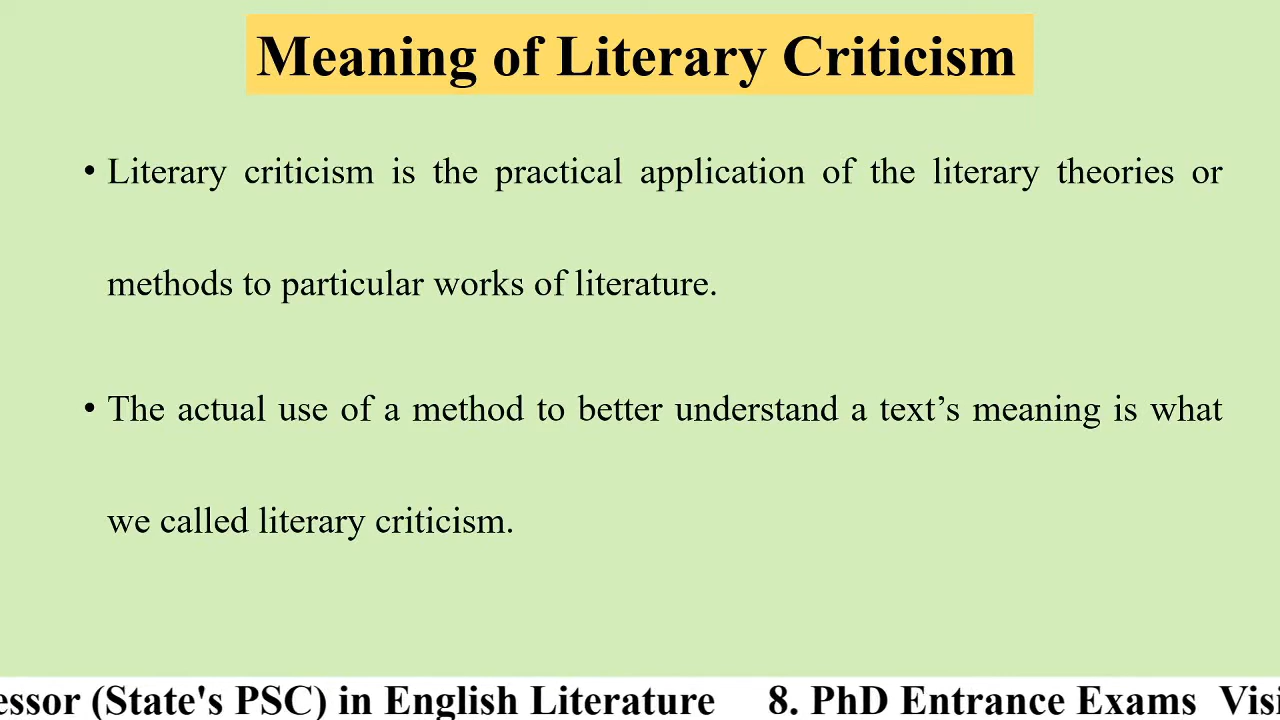 Meaning of Literary Criticism
• Literary criticism is the practical application of the literary theories or
methods to particular works of literature.
• The actual use of a method to better understand a text’s meaning is what
we called literary criticism.
essor (State's PSC) in English Literature 8. PhD Entrance Exams Visi